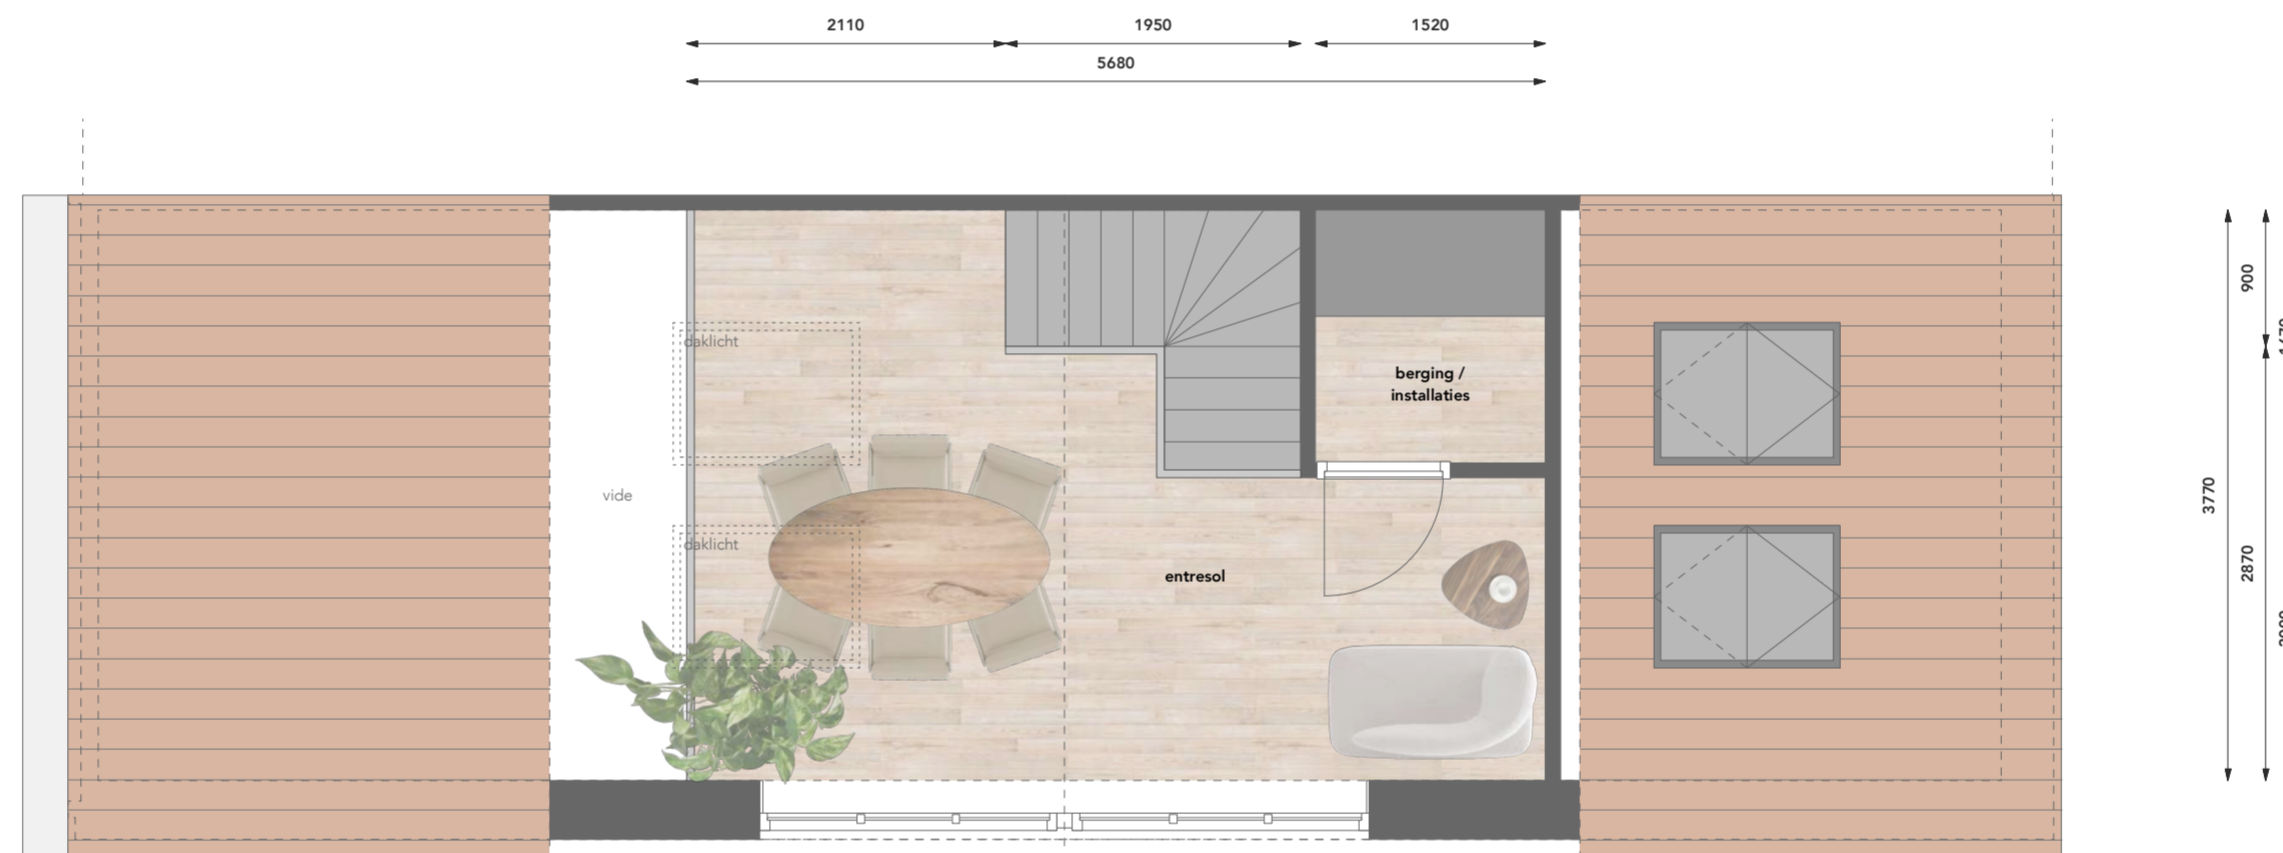 2110
1950
1520
5680
daklicht
berging /
installaties
vide
daklicht
entresol
900
3770
2870